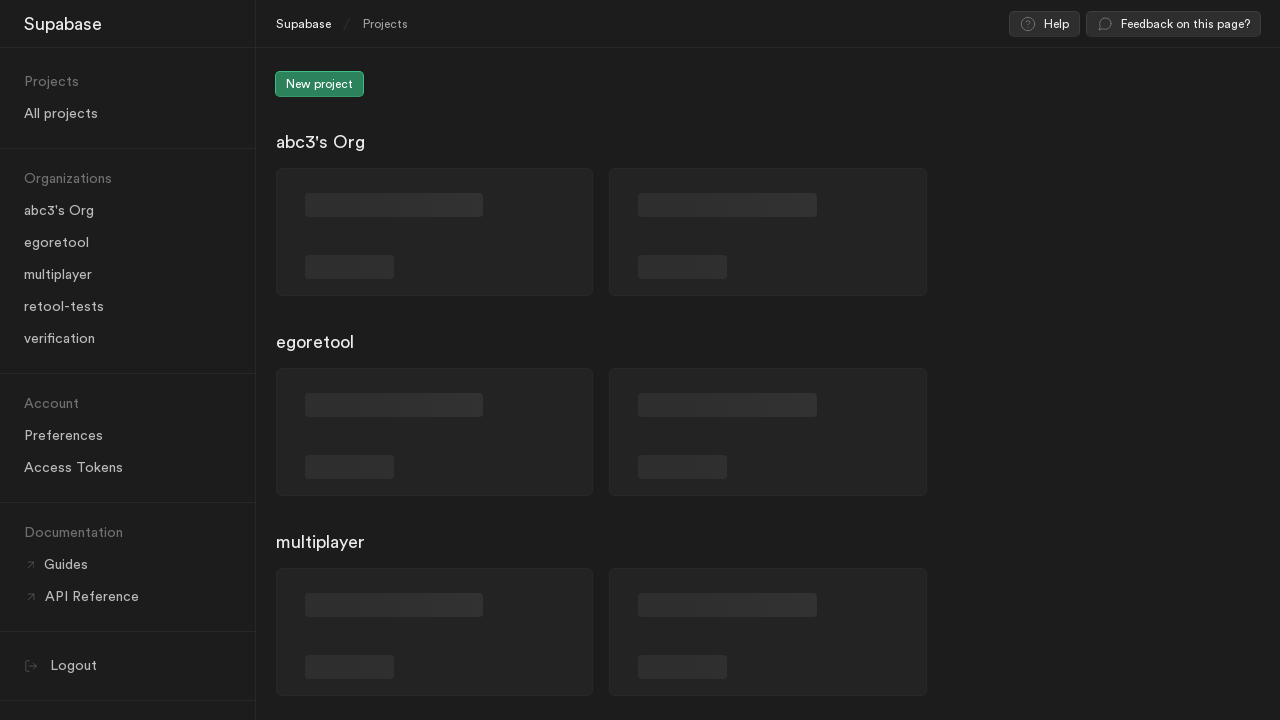 Supabase
Projects
All projects
Organizations
abc3's Org
egoretool
multiplayer
retool-tests
verification
Account
Preferences
Access Tokens
Documentation
Guides
API Reference
Logout
Supabase / Projects
Help
Feedback on this page?
New project
abc3's Org
egoretool
multiplayer